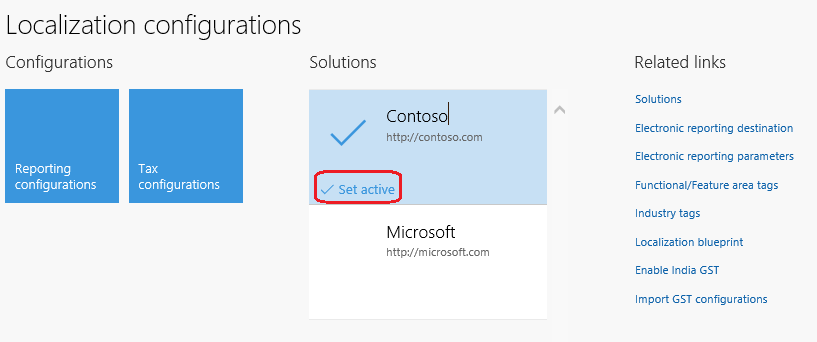 Localization configurations
Configurations
Reporting
configurations
Tax
configurations
Solutions
Contoso
http://contoso.com
Set active
Microsoft
http://microsoft.com
Related links
Solutions
Electronic reporting destination
Electronic reporting parameters
Functional/Feature area tags
Industry tags
Localization blueprint
Enable India GST
Import GST configurations